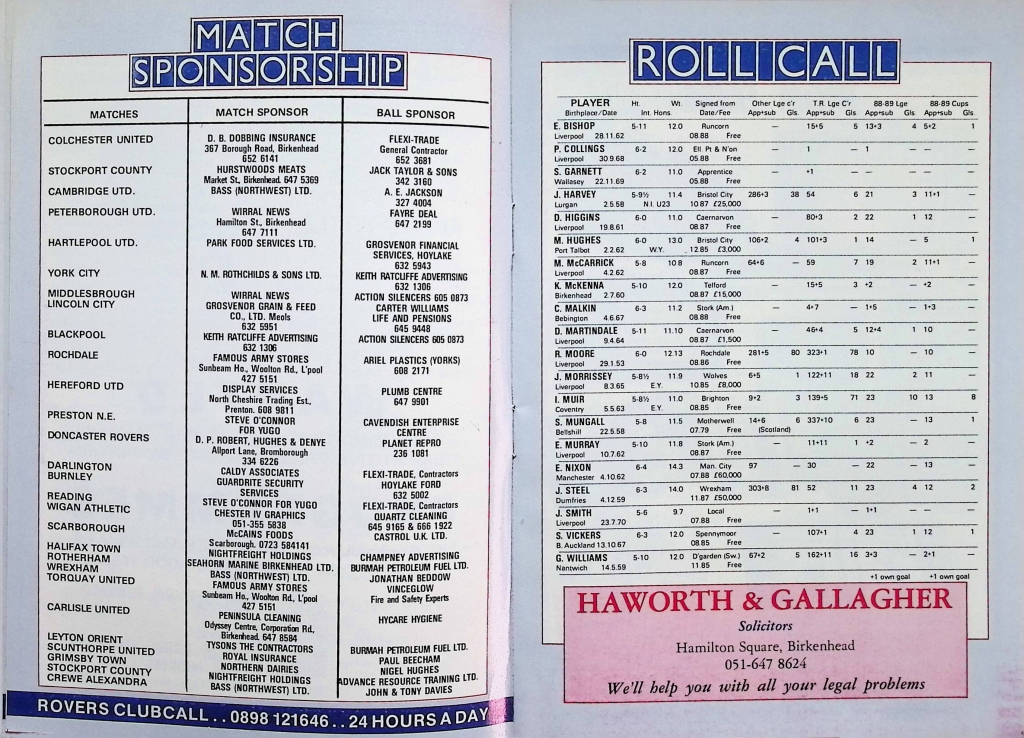 MATCH
SPONSORSHIP
MATCHES MATCH SPONSOR BALL SPONSOR
COLCHESTER UNITED D. B. DOBBING INSURANCE FLEXI-TRADE
367 Borough Road, Birkenhead General Contractor
652 6141 652 3681
STOCKPORT COUNTY HURSTWOODS MEATS JACK TAYLOR & SONS
Market St., Birkenhead. 647 5369 342 3160
CAMBRIDGE UTD. BASS (NORTHWEST) LTD. A. E. JACKSON
327 4004
PETERBOROUGH UTD. WIRRAL NEWS FAYRE DEAL
Hamilton St., Birkenhead 647 2199
647 7111
HARTLEPOOL UTD. PARK FOOD SERVICES LTD. GROSVENOR FINANCIAL
SERVICES, HOYLAKE
632 5943
YORK CITY N. M. ROTHCHILDS & SONS LTD. KEITH RATCLIFFE ADVERTISING
632 1306
MIDDLESBROUGH WIRRAL NEWS ACTION SILENCERS 605 0873
LINCOLN CITY GROSVENOR GRAIN & FEED CARTER WILLIAMS
CO., LTD. Meols LIFE AND PENSIONS
632 5951 645 9448
BLACKPOOL KEITH RATCLIFFE ADVERTISING ACTION SILENCERS 605 0873
632 1306
ROCHDALE FAMOUS ARMY STORES ARIEL PLASTICS (YORKS)
Sunbeam Ho., Woolton Rd., L'pool 608 2171
427 5151
HEREFORD UTD DISPLAY SERVICES PLUMB CENTRE
North Cheshire Trading Est., 647 9901
Prenton. 608 9811
PRESTON N.E. STEVE O'CONNOR CAVENDISH ENTERPRISE
FOR YUGO CENTRE
DONCASTER ROVERS D. P. ROBERT, HUGHES & DENYE PLANET REPRO
Allport Lane, Bromborough 236 1081
334 6226
DARLINGTON CALDY ASSOCIATES FLEXI-TRADE, Contractors
BURNLEY GUARDRITE SECURITY HOYLAKE FORD
SERVICES 632 5002
READING STEVE O'CONNOR FOR YUGO FLEXI-TRADE, Contractors
WIGAN ATHLETIC CHESTER IV GRAPHICS QUARTZ CLEANING
051-355 5838 645 9165 & 666 1922
SCARBOROUGH McCAINS FOODS CASTROL U.K. LTD.
Scarborough. 0723 584141
HALIFAX TOWN NIGHTFREIGHT HOLDINGS CHAMPNEY ADVERTISING
ROTHERHAM SEAHORN MARINE BIRKENHEAD LTD. BURMAH PETROLEUM FUEL LTD.
WREXHAM BASS (NORTHWEST) LTD. JONATHAN BEDDOW
TORQUAY UNITED FAMOUS ARMY STORES VINCEGLOW
Sunbeam Ho., Woolton Rd., L'pool Fire and Safety Experts
427 5151
CARLISLE UNITED PENINSULA CLEANING HYCARE HYGIENE
Odyssey Centre, Corporation Rd.,
Birkenhead. 647 8584
LEYTON ORIENT TYSONS THE CONTRACTORS BURMAH PETROLEUM FUEL LTD.
SCUNTHORPE UNITED ROYAL INSURANCE PAUL BEECHAM
GRIMSBY TOWN NORTHERN DAIRIES NIGEL HUGHES
STOCKPORT COUNTY NIGHTFREIGHT HOLDINGS ADVANCE RESOURCE TRAINING LTD.
CREWE ALEXANDRA BASS (NORTHWEST) LTD. JOHN & TONY DAVIES
ROVERS CLUBCALL . . 0898 121646 . . 24 HOURS A DAY
ROLL CALL
PLAYER Ht. Wt. Signed from Other Lge c'r T.R. Lge C'r 88-89 Lge 88-89 Cups
Birthplace/Date Int. Hons. Date/Fee App+sub Gls. App+sub Gls. App+sub Gls. App+sub Gls.
E. BISHOP 5-11 12.0 Runcorn — 15+5 5 13+3 4 5+2 1
Liverpool 28.11.62 08.88 Free
P. COLLINGS 6-2 12.0 Ell. Pt & N'on — 1 — 1 — — —
Liverpool 30.9.68 05.88 Free
S. GARNETT 6-2 11.0 Apprentice — +1 — — — — —
Wallasey 22.11.69 05.88 Free
J. HARVEY 5-9½ 11.4 Bristol City 286+3 38 54 6 21 3 11+1 —
Lurgan 2.5.58 N.I. U23 10.87 £25,000
D. HIGGINS 6-0 11.0 Caernarvon — 80+3 2 22 1 12 —
Liverpool 19.8.61 08.87 Free
M. HUGHES 6-0 13.0 Bristol City 106+2 4 101+3 1 14 — 5 1
Port Talbot 2.2.62 W.Y. 12.85 £3,000
M. McCARRICK 5-8 10.8 Runcorn 64+6 — 59 7 19 2 11+1 —
Liverpool 4.2.62 08.87 Free
K. McKENNA 5-10 12.0 Telford — 15+5 3 +2 — +2 —
Birkenhead 2.7.60 08.87 £15,000
C. MALKIN 6-3 11.2 Stork (Am.) — 4+7 — 1+5 — 1+3 —
Bebington 4.6.67 08.88 Free
D. MARTINDALE 5-11 11.10 Caernarvon — 46+4 5 12+4 1 10 —
Liverpool 9.4.64 08.87 £1,500
R. MOORE 6-0 12.13 Rochdale 281+5 80 323+1 78 10 — 10 —
Liverpool 29.1.53 08.86 Free
J. MORRISSEY 5-8½ 11.9 Wolves 6+5 1 122+11 18 22 2 11 —
Liverpool 8.3.65 E.Y. 10.85 £8,000
I. MUIR 5-8½ 11.0 Brighton 9+2 3 139+5 71 23 10 13 8
Coventry 5.5.63 E.Y. 08.85 Free
S. MUNGALL 5-8 11.5 Motherwell 14+6 6 337+10 6 23 — 13 1
Bellshill 22.5.58 07.79 Free (Scotland)
E. MURRAY 5-10 11.8 Stork (Am.) — 11+11 1 +2 — 2 —
Liverpool 10.7.62 08.87 Free
E. NIXON 6-4 14.3 Man. City 97 — 30 — 22 — 13 —
Manchester 4.10.62 07.88 £60,000
J. STEEL 6-3 14.0 Wrexham 303+8 81 52 11 23 4 12 2
Dumfries 4.12.59 11.87 £50,000
J. SMITH 5-6 9.7 Local — 1+1 — 1+1 — — —
Liverpool 23.7.70 07.88 Free
S. VICKERS 6-3 12.0 Spennymoor — 107+1 4 23 1 12 1
B. Auckland 13.10.67 08.85 Free
G. WILLIAMS 5-10 12.0 D'garden (Sw.) 67+2 5 162+11 16 3+3 — 2+1 —
Nantwich 14.5.59 11.85 Free
+1 own goal +1 own goal
HAWORTH & GALLAGHER
Solicitors
Hamilton Square, Birkenhead
051-647 8624
We'll help you with all your legal problems